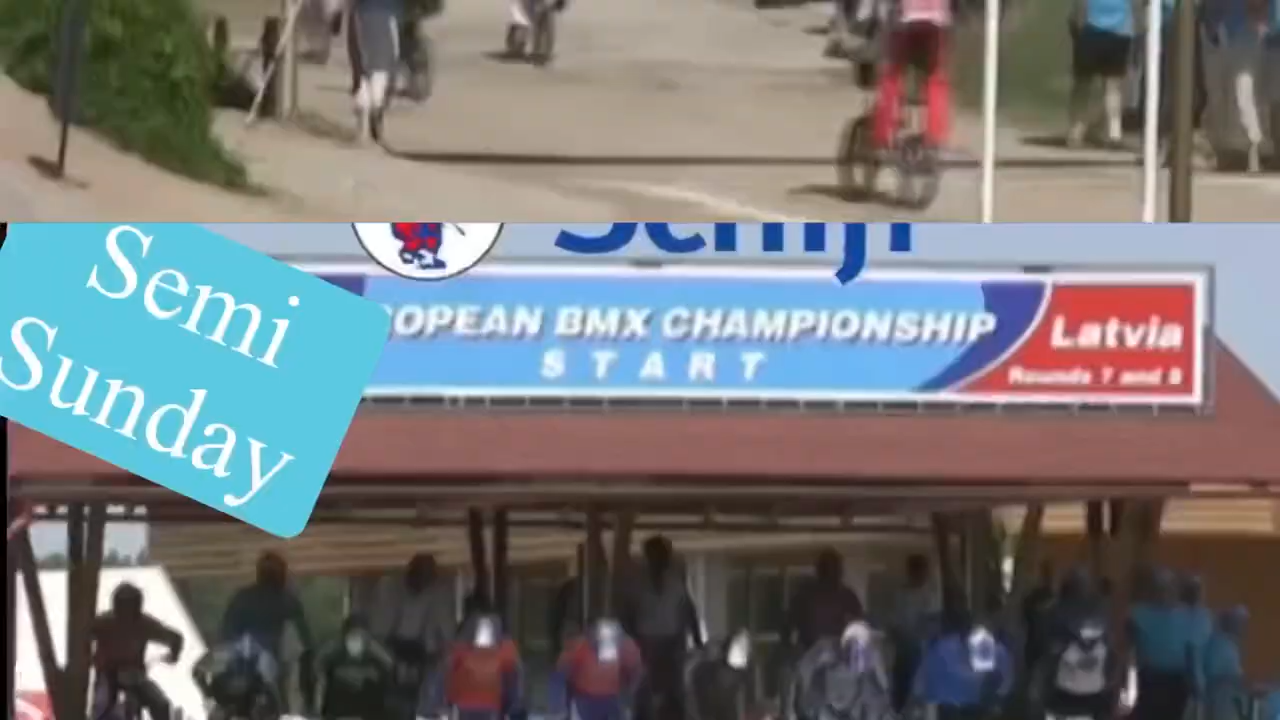 Semi
Sunday
OPEAN BMX CHAMPIONSHIP
START
Latvia
Rounds 7 and 8